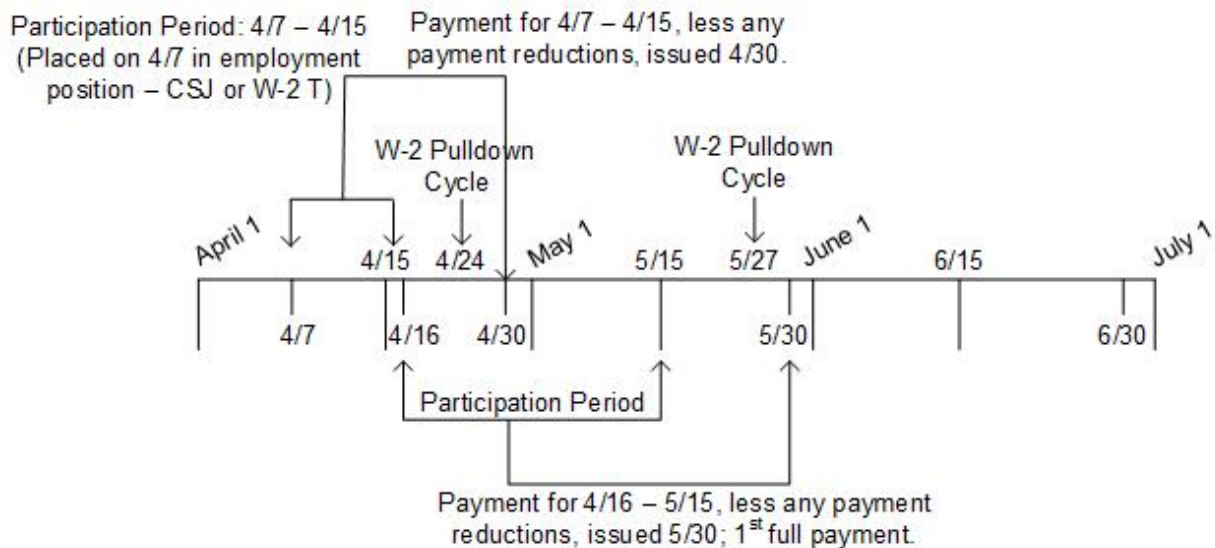 Participation Period: 4/7 – 4/15
(Placed on 4/7 in employment
position – CSJ or W-2 T)
Payment for 4/7 – 4/15, less any
payment reductions, issued 4/30.
W-2 Pulldown
Cycle
W-2 Pulldown
Cycle
April 1
4/15
4/24
May 1
5/15
5/27
June 1
6/15
July 1
4/7
4/16
4/30
5/30
6/30
Participation Period
Payment for 4/16 – 5/15, less any payment
reductions, issued 5/30; 1st full payment.